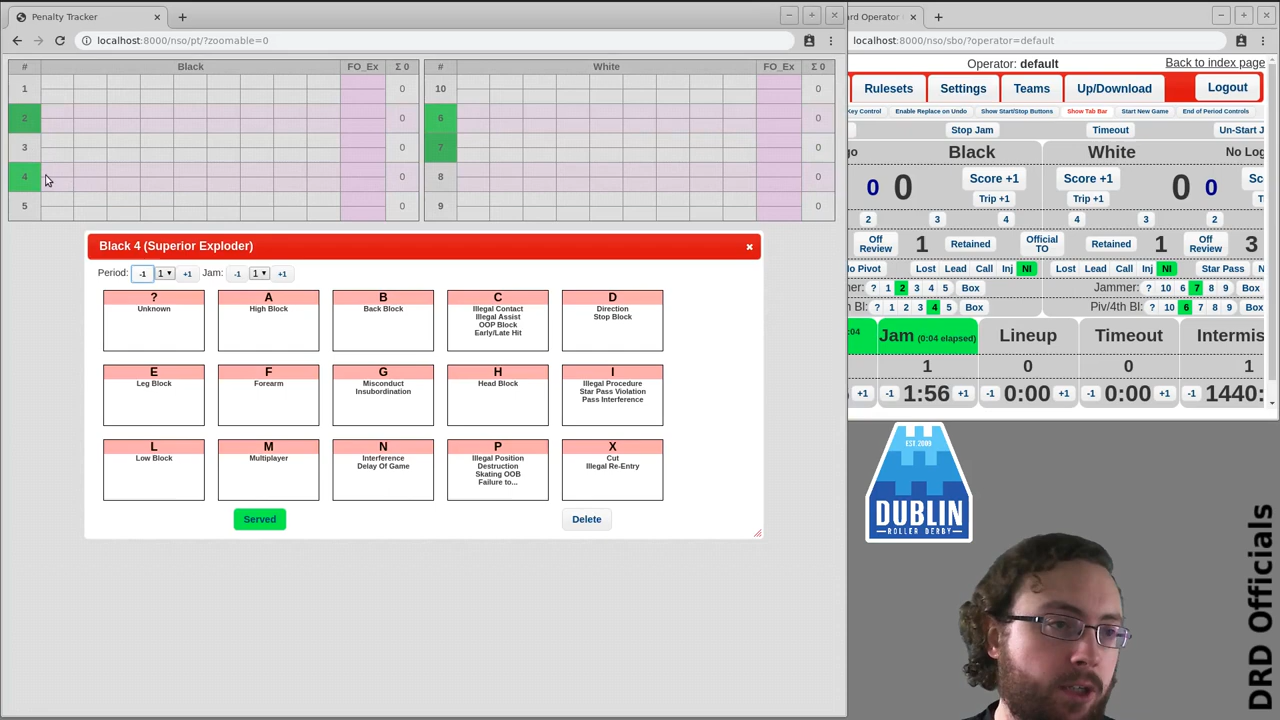 Penalty Tracker
localhost:8000/nso/pt/?zoomable=0
# Black FO_Ex Σ 0
1 0
2 0
3 0
4 0
5 0
# White FO_Ex Σ 0
10 0
6 0
7 0
8 0
9 0
Black 4 (Superior Exploder)
Period: -1 1 +1 Jam: -1 1 +1
?
Unknown
A
High Block
B
Back Block
C
Illegal Contact
Illegal Assist
OOP Block
Early/Late Hit
D
Direction
Stop Block
E
Leg Block
F
Forearm
G
Misconduct
Insubordination
H
Head Block
I
Illegal Procedure
Star Pass Violation
Pass Interference
L
Low Block
M
Multiplayer
N
Interference
Delay Of Game
P
Illegal Position
Destruction
Skating OOB
Failure to...
X
Cut
Illegal Re-Entry
Served Delete
ard Operator
localhost:8000/nso/sbo/?operator=default
Operator: default Back to index page
Rulesets Settings Teams Up/Download Logout
Key Control Enable Replace on Undo Show Start/Stop Buttons Show Tab Bar Start New Game End of Period Controls
Stop Jam Timeout Un-Start J
go Black White No Log
0 0 Score +1 Score +1 0 0 Sc
Trip +1 Trip +1 T
2 3 4 4 3 2
Off Review 1 Retained Official TO Retained 1 Off Review 3
No Pivot Lost Lead Call Inj NI Lost Lead Call Inj NI Star Pass N
mer: ? 1 2 3 4 5 Box Jammer: ? 10 6 7 8 9 Box
h Bl: ? 1 2 3 4 5 Box Piv/4th Bl: ? 10 6 7 8 9 Box
:04 Jam (0:04 elapsed) Lineup Timeout Intermis
1 0 0 1
+1 -1 1:56 +1 -1 0:00 +1 -1 0:00 +1 -1 1440:
EST. 2009
DUBLIN
ROLLER DERBY
DRD Officials